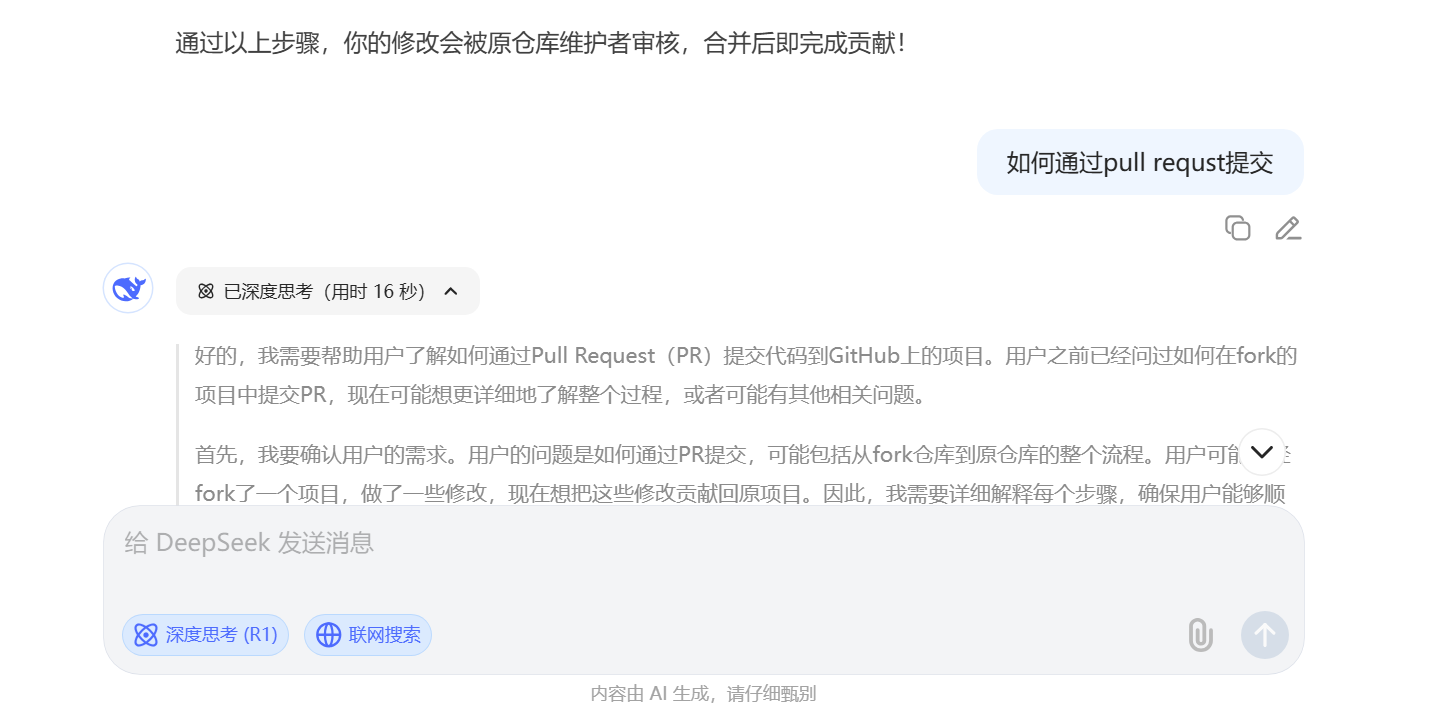 通过以上步骤，你的修改会被原仓库维护者审核，合并后即完成贡献！
如何通过pull requst提交
已深度思考（用时 16 秒）
好的，我需要帮助用户了解如何通过Pull Request（PR）提交代码到GitHub上的项目。用户之前已经问过如何在fork的
项目中提交PR，现在可能想更详细地了解整个过程，或者可能有其他相关问题。
首先，我要确认用户的需求。用户的问题是如何通过PR提交，可能包括从fork仓库到原仓库的整个流程。用户可能
fork了一个项目，做了一些修改，现在想把这些修改贡献回原项目。因此，我需要详细解释每个步骤，确保用户能够顺
给 DeepSeek 发送消息
深度思考 (R1) 联网搜索
内容由 AI 生成，请仔细甄别